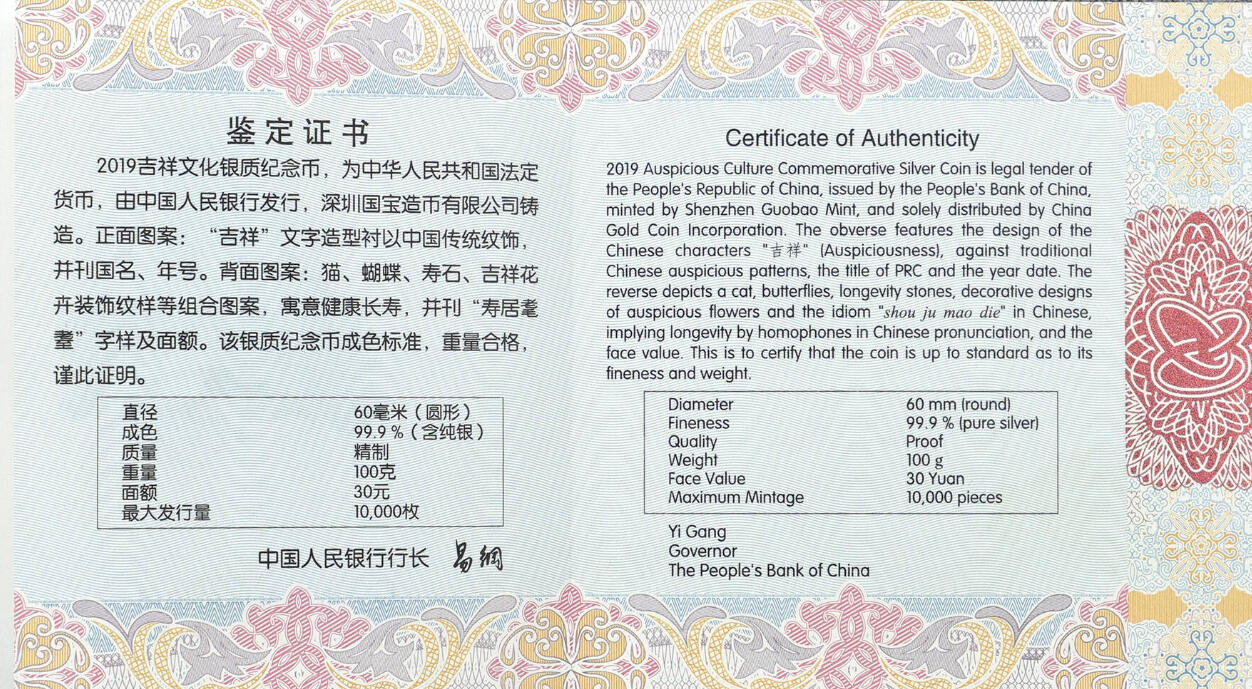 鉴定证书
2019吉祥文化银质纪念币，为中华人民共和国法定
货币，由中国人民银行发行，深圳国宝造币有限公司铸
造。正面图案：“吉祥”文字造型衬以中国传统纹饰，
并刊国名、年号。背面图案：猫、蝴蝶、寿石、吉祥花
卉装饰纹样等组合图案，寓意健康长寿，并刊“寿居耄
耋”字样及面额。该银质纪念币成色标准，重量合格，
谨此证明。
直径 60毫米（圆形）
成色 99.9 %（含纯银）
质量 精制
重量 100克
面额 30元
最大发行量 10,000枚
中国人民银行行长 易纲
Certificate of Authenticity
2019 Auspicious Culture Commemorative Silver Coin is legal tender of
the People's Republic of China, issued by the People's Bank of China,
minted by Shenzhen Guobao Mint, and solely distributed by China
Gold Coin Incorporation. The obverse features the design of the
Chinese characters "吉祥" (Auspiciousness), against traditional
Chinese auspicious patterns, the title of PRC and the year date. The
reverse depicts a cat, butterflies, longevity stones, decorative designs
of auspicious flowers and the idiom "shou ju mao die" in Chinese,
implying longevity by homophones in Chinese pronunciation, and the
face value. This is to certify that the coin is up to standard as to its
fineness and weight.
Diameter 60 mm (round)
Fineness 99.9 % (pure silver)
Quality Proof
Weight 100 g
Face Value 30 Yuan
Maximum Mintage 10,000 pieces
Yi Gang
Governor
The People's Bank of China